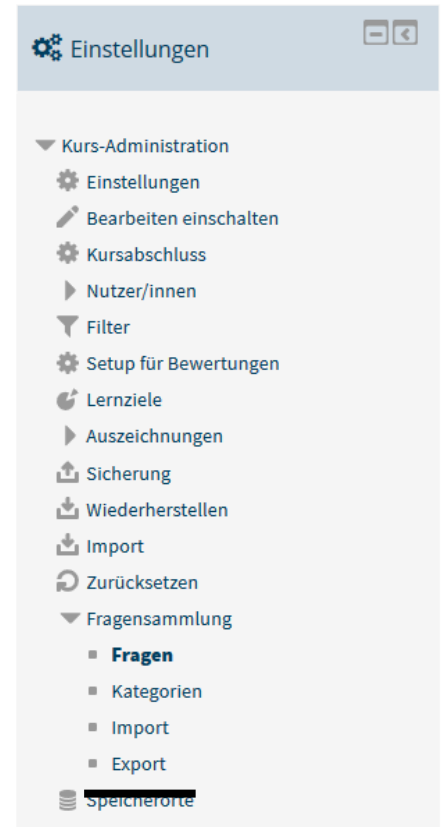 Einstellungen
Kurs-Administration
Einstellungen
Bearbeiten einschalten
Kursabschluss
Nutzer/innen
Filter
Setup für Bewertungen
Lernziele
Auszeichnungen
Sicherung
Wiederherstellen
Import
Zurücksetzen
Fragensammlung
Fragen
Kategorien
Import
Export
Speicherorte